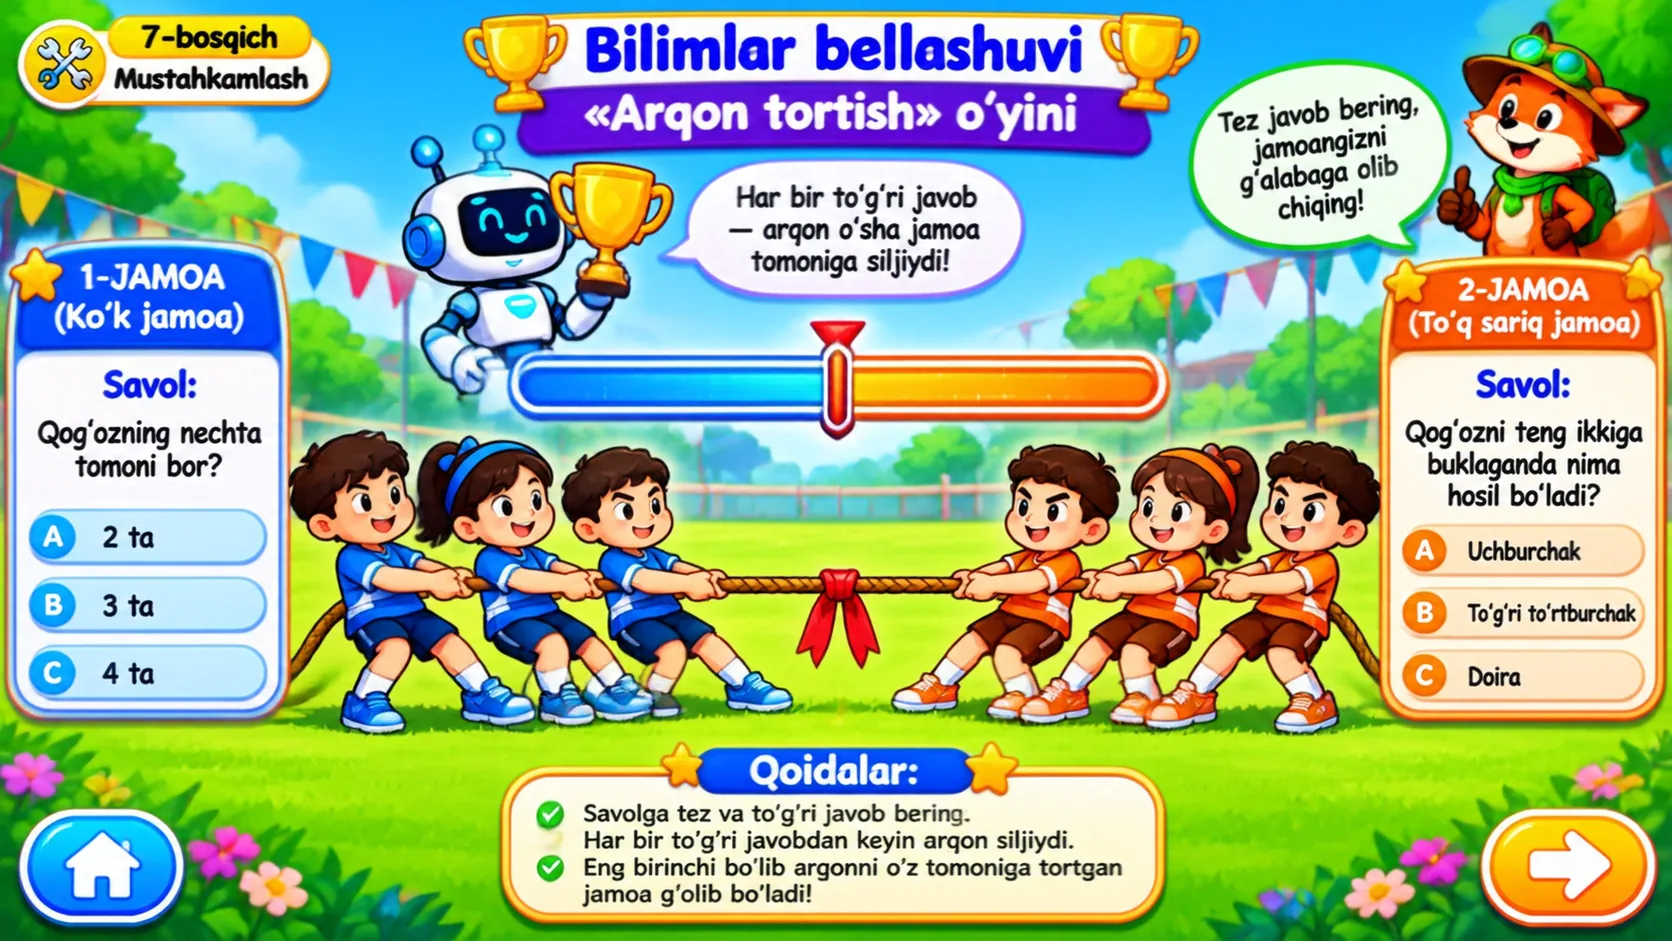 7-bosqich
Mustahkamlash
Bilimlar bellashuvi
«Arqon tortish» o‘yini
Tez javob bering,
jamoangizni
g‘alabaga olib
chiqing!
Har bir to‘g‘ri javob
— arqon o‘sha jamoa
tomoniga siljiydi!
1-JAMOA
(Ko‘k jamoa)
Savol:
Qog‘ozning nechta
tomoni bor?
A 2 ta
B 3 ta
C 4 ta
2-JAMOA
(To‘q sariq jamoa)
Savol:
Qog‘ozni teng ikkiga
buklaganda nima
hosil bo‘ladi?
A Uchburchak
B To‘g‘ri to‘rtburchak
C Doira
Qoidalar:
Savolga tez va to‘g‘ri javob bering.
Har bir to‘g‘ri javobdan keyin arqon siljiydi.
Eng birinchi bo‘lib argonni o‘z tomoniga tortgan
jamoa g‘olib bo‘ladi!